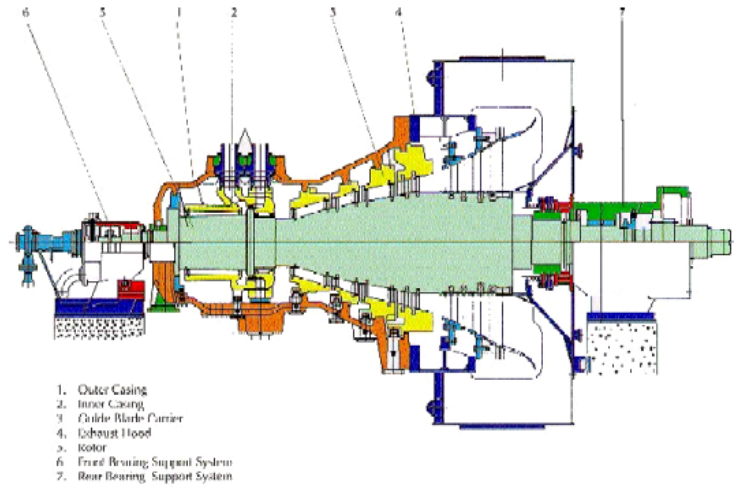 6 5 1 2 3 4 7
1. Outer Casing
2. Inner Casing
3 Guide Blade Carrier
4. Exhaust Hood
5. Rotor
6 Front Bearing Support System
7. Rear Bearing Support System